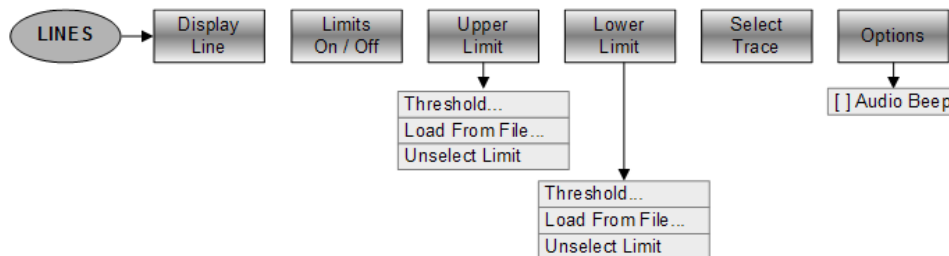 LINES
Display
Line
Limits
On / Off
Upper
Limit
Lower
Limit
Select
Trace
Options
Threshold...
Load From File...
Unselect Limit
Threshold...
Load From File...
Unselect Limit
[ ] Audio Beep